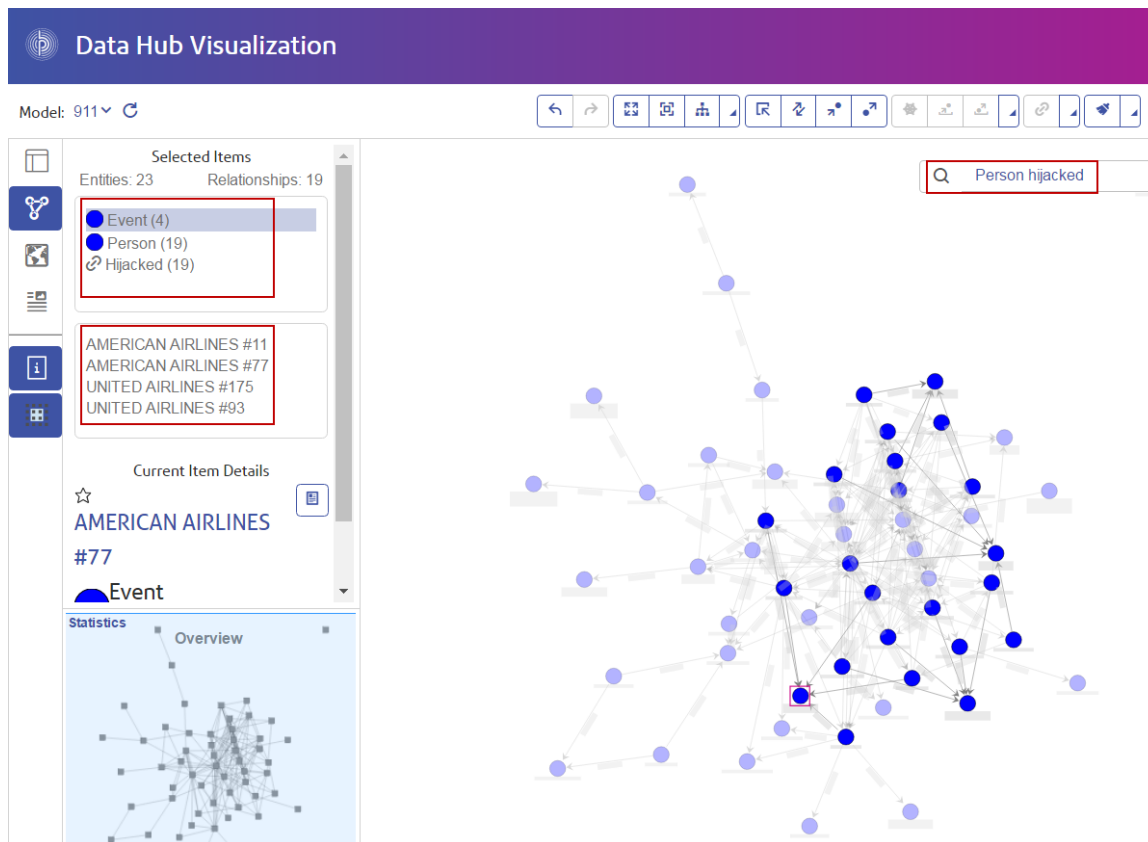 Data Hub Visualization
Model: 911
Selected Items
Entities: 23 Relationships: 19
Event (4)
Person (19)
Hijacked (19)
AMERICAN AIRLINES #11
AMERICAN AIRLINES #77
UNITED AIRLINES #175
UNITED AIRLINES #93
Current Item Details
AMERICAN AIRLINES
#77
Event
Statistics
Overview
Person hijacked